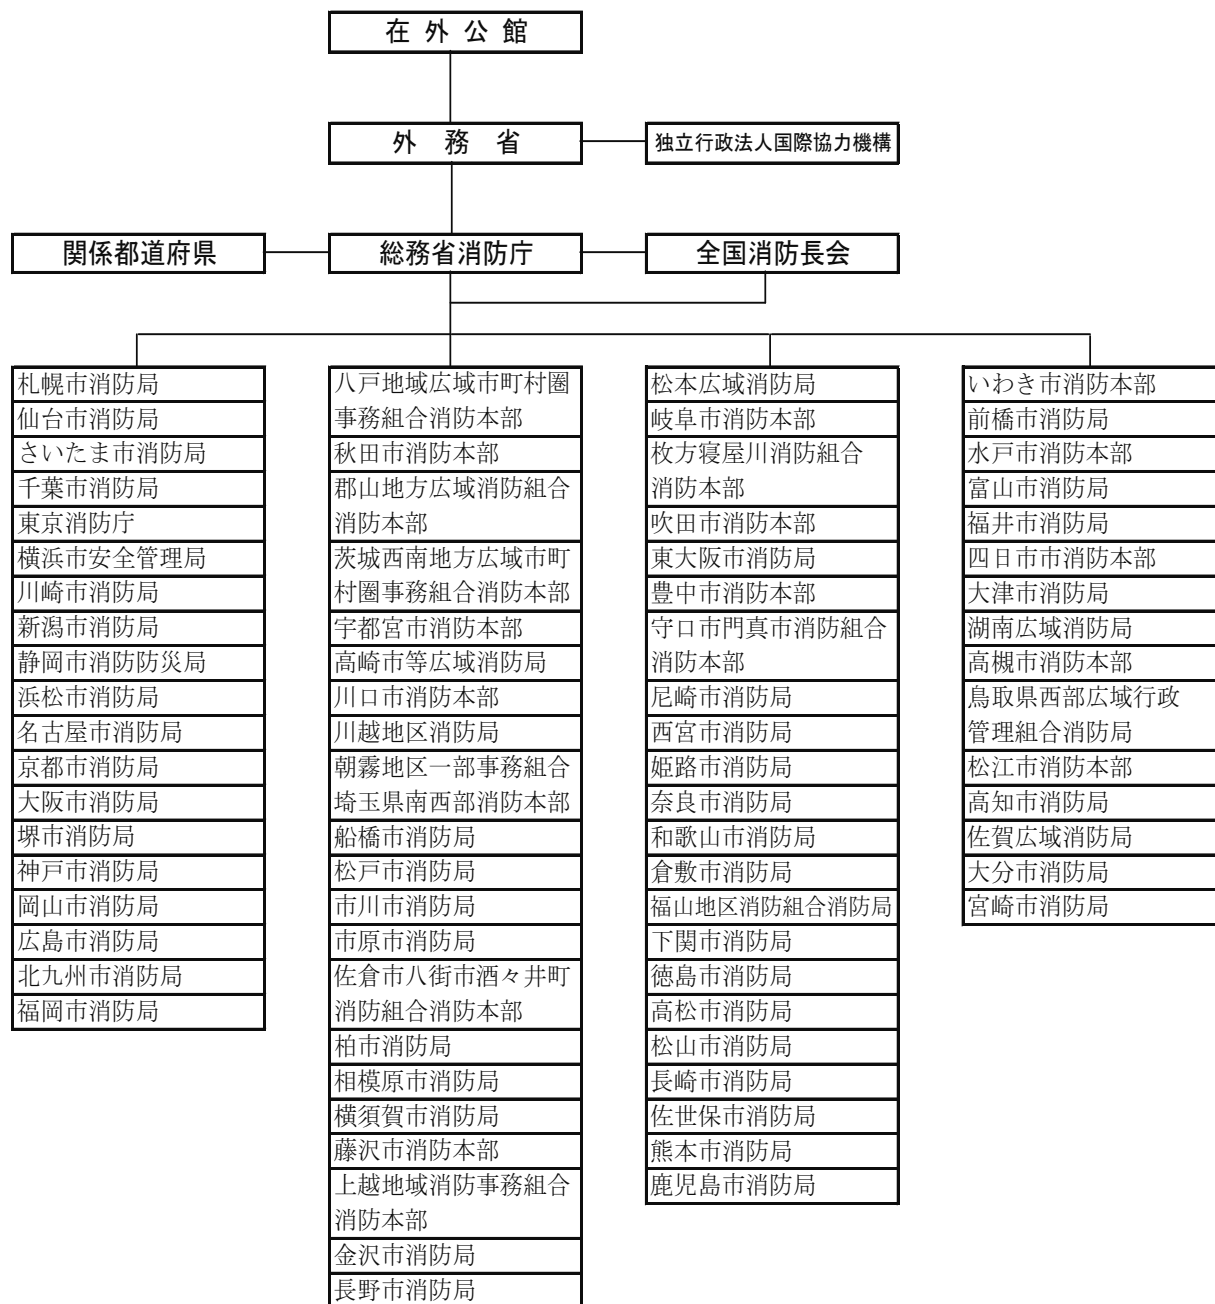 在外公館
外務省
独立行政法人国際協力機構
関係都道府県
総務省消防庁
全国消防長会
札幌市消防局
仙台市消防局
さいたま市消防局
千葉市消防局
東京消防庁
横浜市安全管理局
川崎市消防局
新潟市消防局
静岡市消防防災局
浜松市消防局
名古屋市消防局
京都市消防局
大阪市消防局
堺市消防局
神戸市消防局
岡山市消防局
広島市消防局
北九州市消防局
福岡市消防局
八戸地域広域市町村圏
事務組合消防本部
秋田市消防本部
郡山地方広域消防組合
消防本部
茨城西南地方広域市町
村圏事務組合消防本部
宇都宮市消防本部
高崎市等広域消防局
川口市消防本部
川越地区消防局
朝霧地区一部事務組合
埼玉県南西部消防本部
船橋市消防局
松戸市消防局
市川市消防局
市原市消防局
佐倉市八街市酒々井町
消防組合消防本部
柏市消防局
相模原市消防局
横須賀市消防局
藤沢市消防本部
上越地域消防事務組合
消防本部
金沢市消防局
長野市消防局
松本広域消防局
岐阜市消防本部
枚方寝屋川消防組合
消防本部
吹田市消防本部
東大阪市消防局
豊中市消防本部
守口市門真市消防組合
消防本部
尼崎市消防局
西宮市消防局
姫路市消防局
奈良市消防局
和歌山市消防局
倉敷市消防局
福山地区消防組合消防局
下関市消防局
徳島市消防局
高松市消防局
松山市消防局
長崎市消防局
佐世保市消防局
熊本市消防局
鹿児島市消防局
いわき市消防本部
前橋市消防局
水戸市消防本部
富山市消防局
福井市消防局
四日市市消防本部
大津市消防局
湖南広域消防局
高槻市消防本部
鳥取県西部広域行政
管理組合消防局
松江市消防本部
高知市消防局
佐賀広域消防局
大分市消防局
宮崎市消防局